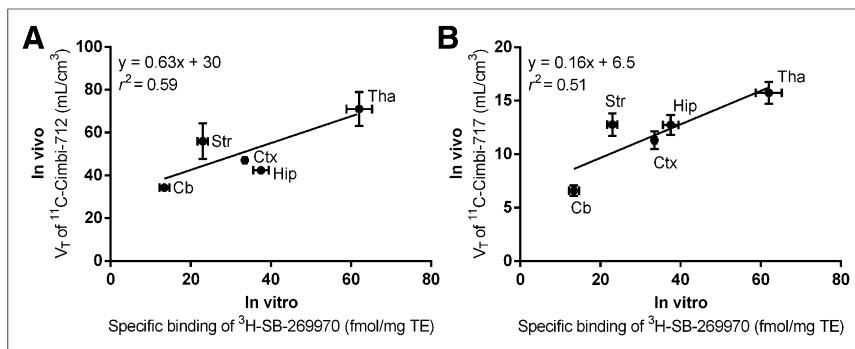 A
y = 0.63x + 30
r² = 0.59
100
80
60
40
20
0
Tha
Str
Ctx
Hip
Cb
0 20 40 60 80
In vivo
V_T of ¹¹C-Cimbi-712 (mL/cm³)
In vitro
Specific binding of ³H-SB-269970 (fmol/mg TE)
B
y = 0.16x + 6.5
r² = 0.51
20
15
10
5
0
Tha
Str
Hip
Ctx
Cb
0 20 40 60 80
In vivo
V_T of ¹¹C-Cimbi-717 (mL/cm³)
In vitro
Specific binding of ³H-SB-269970 (fmol/mg TE)